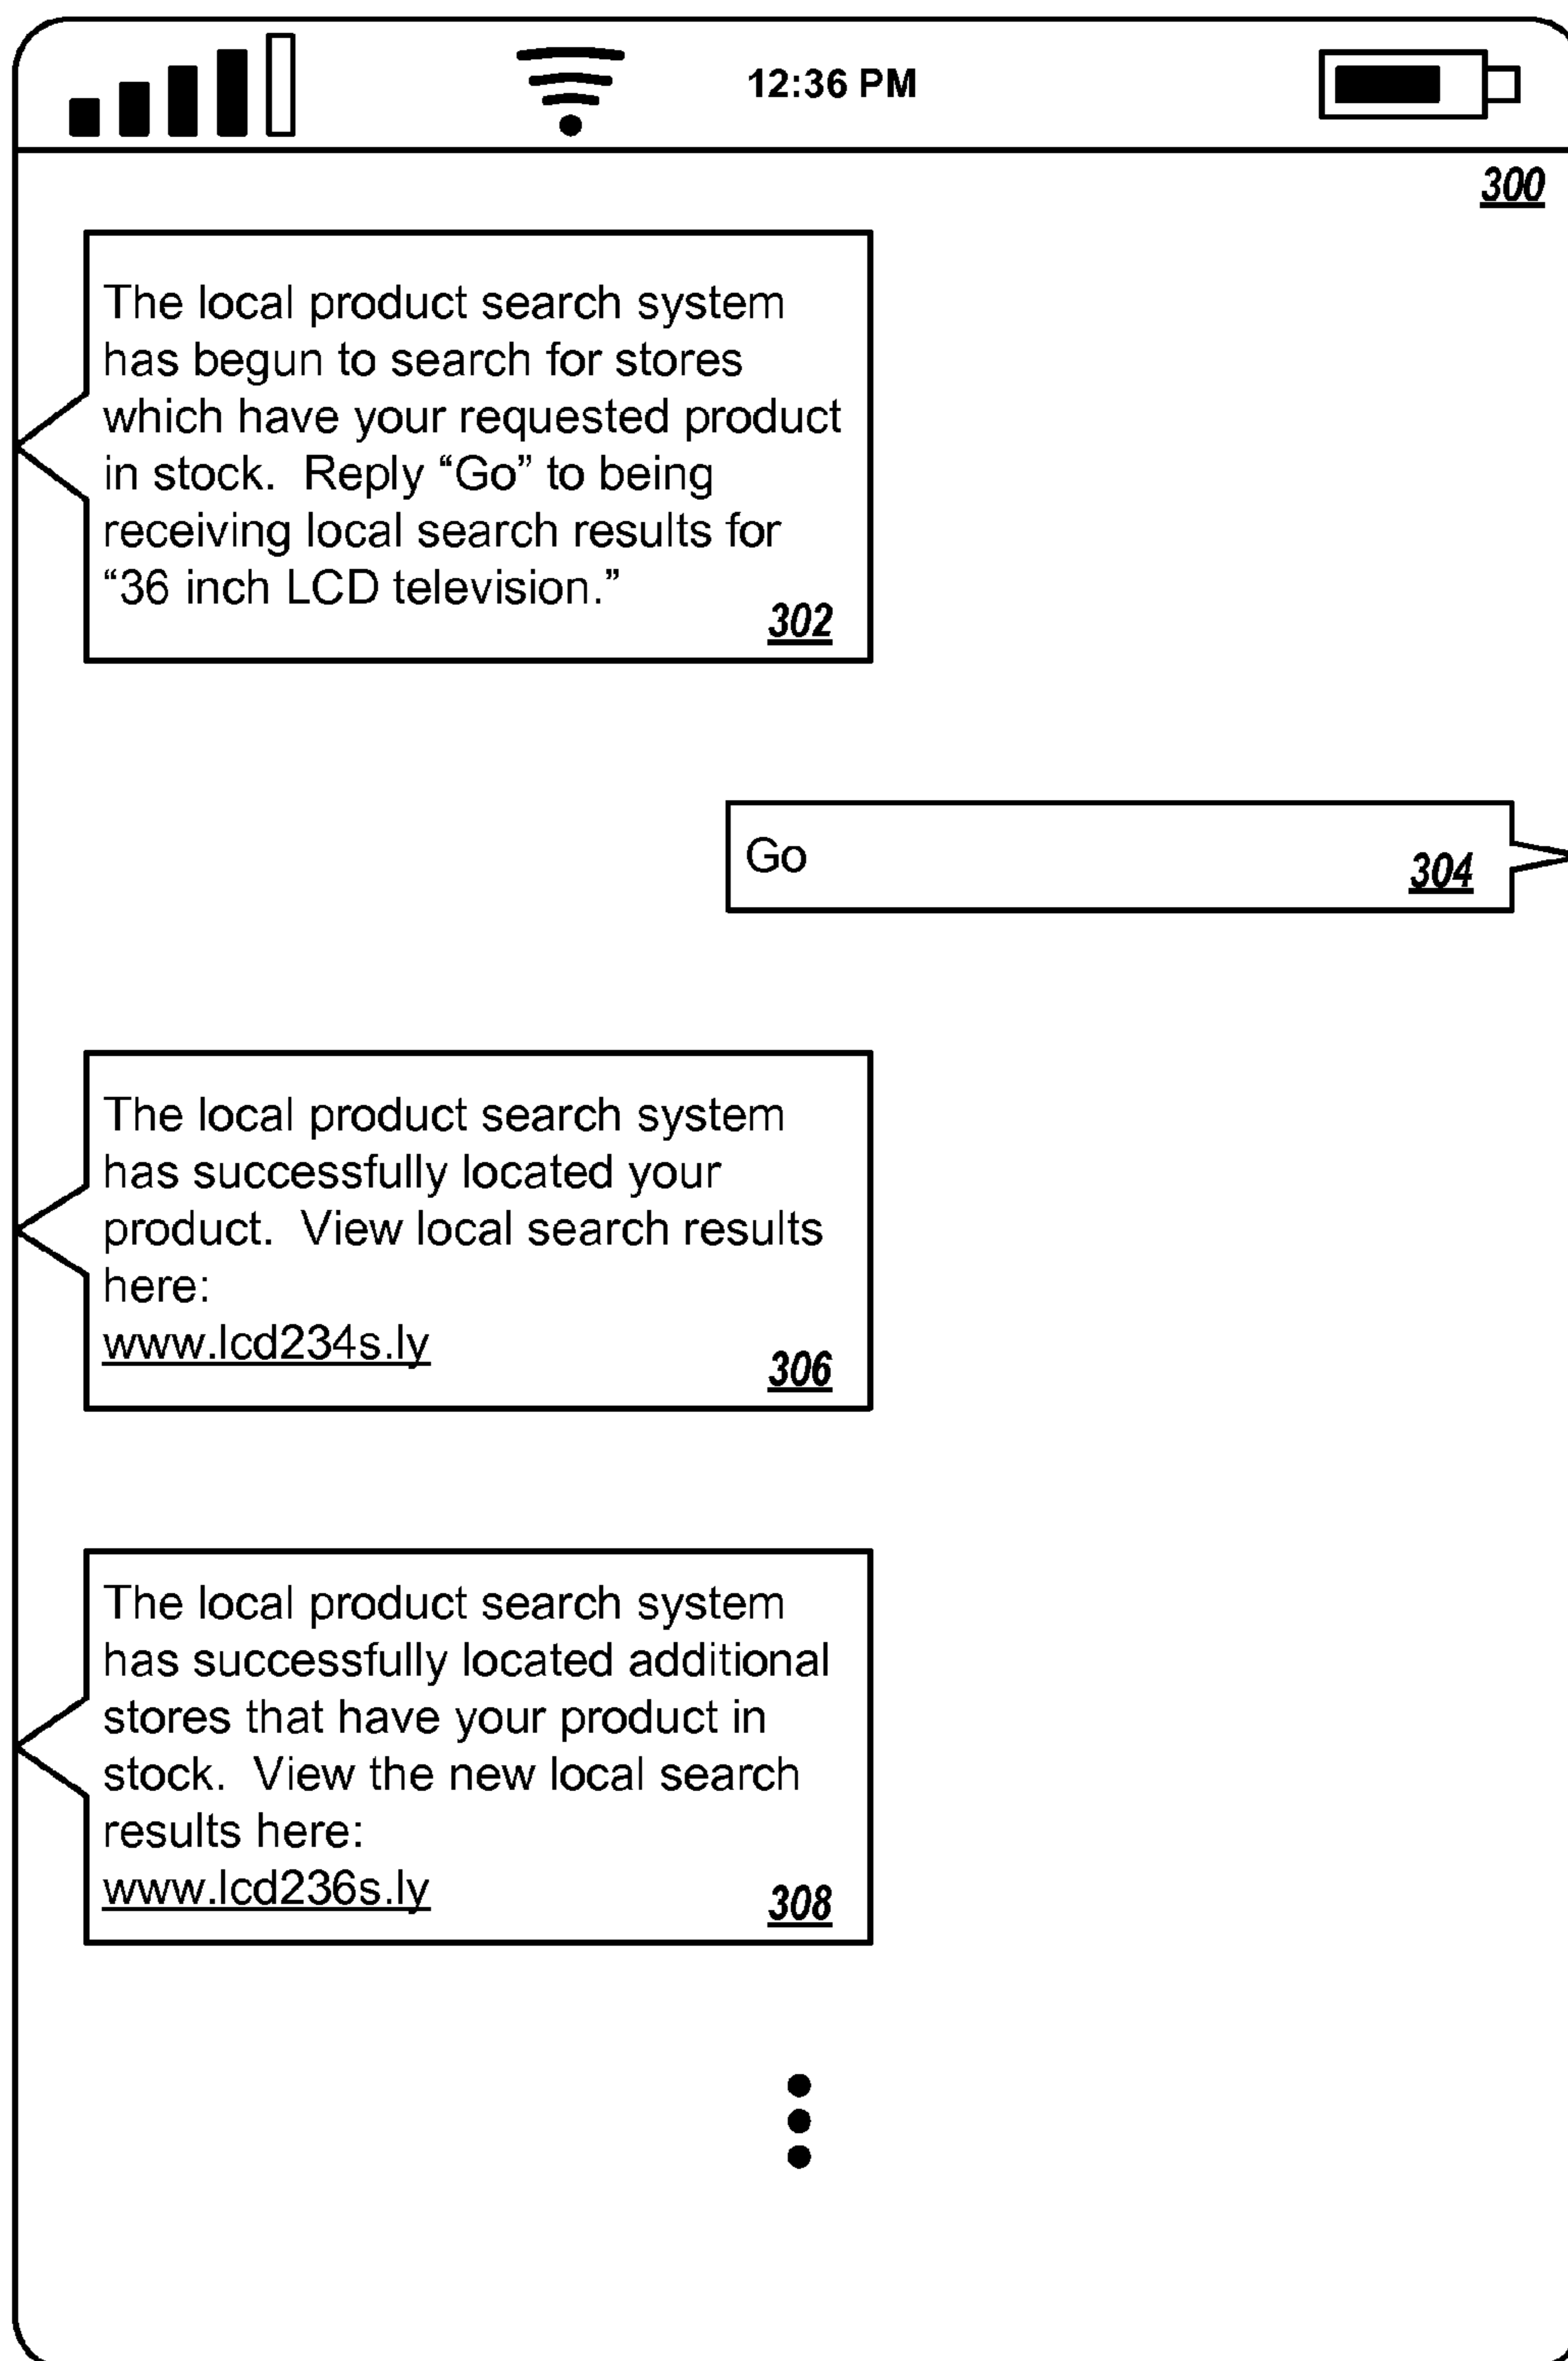 12:36 PM
300
The local product search system
has begun to search for stores
which have your requested product
in stock.  Reply “Go” to being
receiving local search results for
“36 inch LCD television.”
302
Go
304
The local product search system
has successfully located your
product.  View local search results
here:
www.lcd234s.ly
306
The local product search system
has successfully located additional
stores that have your product in
stock.  View the new local search
results here:
www.lcd236s.ly
308